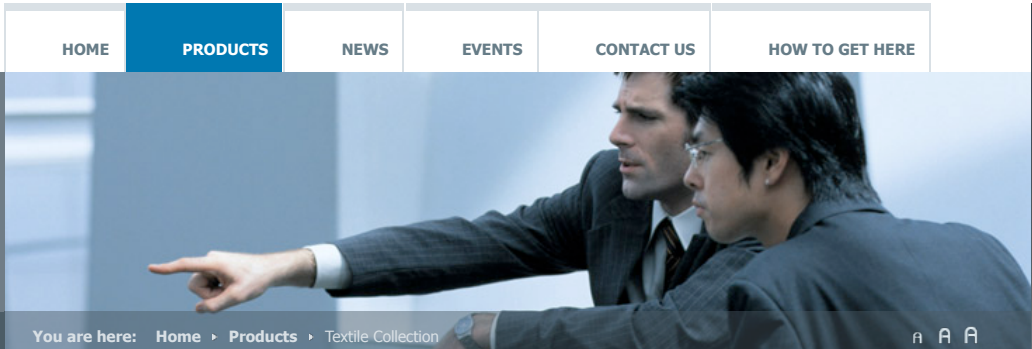 HOME PRODUCTS NEWS EVENTS CONTACT US HOW TO GET HERE
You are here: Home ▸ Products ▸ Textile Collection A A A